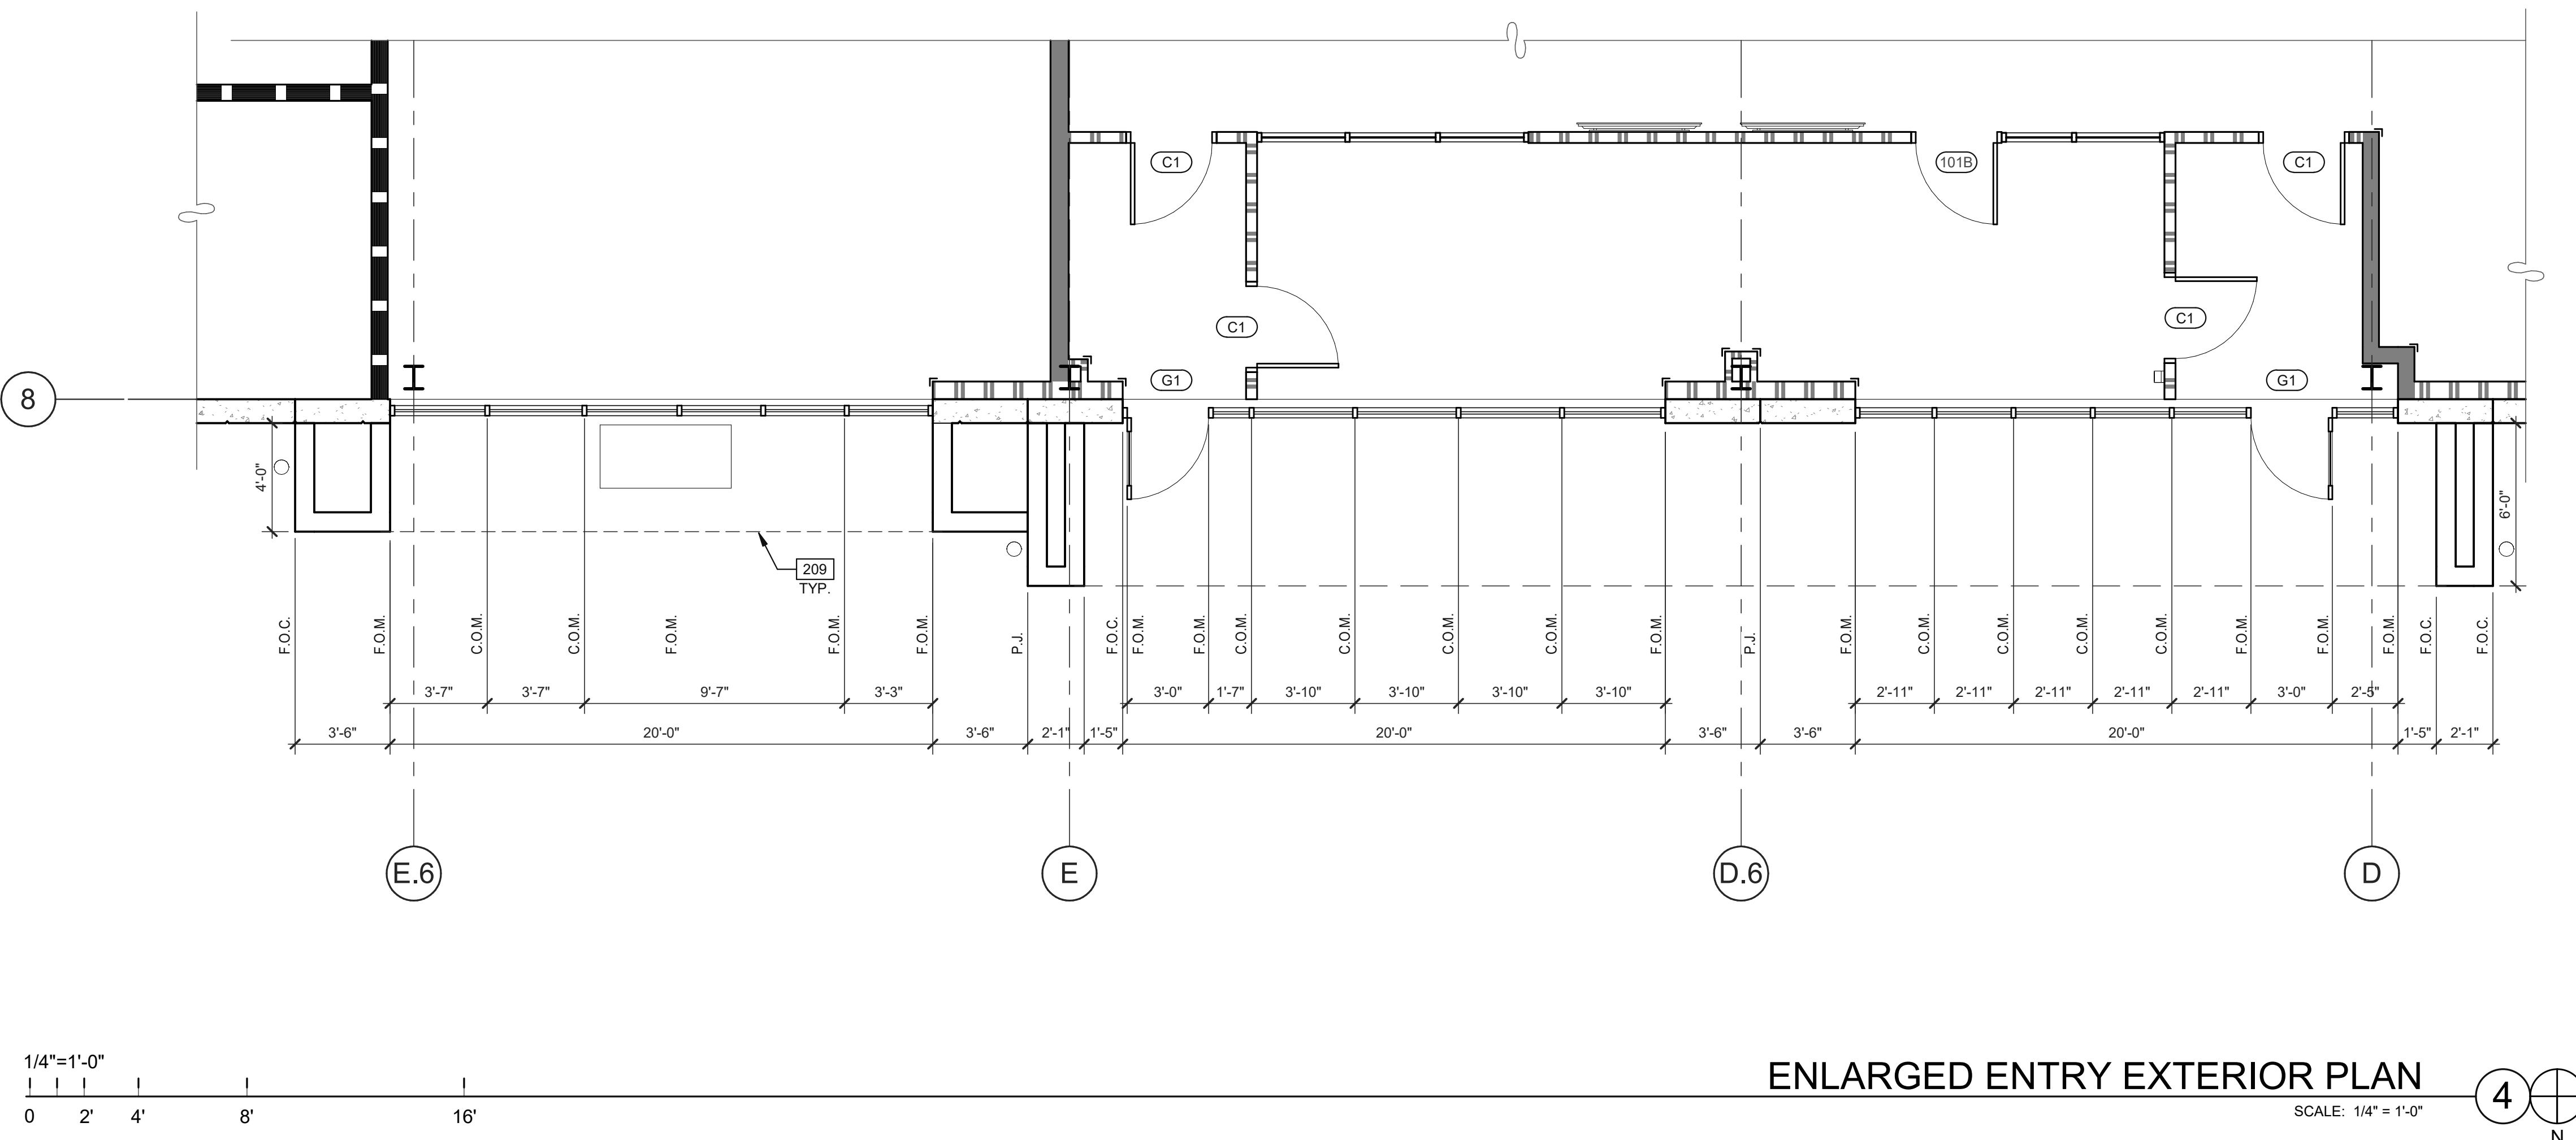 C1
101B
C1
C1
C1
G1
G1
8
4'-0"
6'-0"
209
TYP.
F.O.C.
F.O.M.
C.O.M.
C.O.M.
F.O.M.
F.O.M.
F.O.M.
P.J.
F.O.C.
F.O.M.
F.O.M.
C.O.M.
C.O.M.
C.O.M.
C.O.M.
F.O.M.
P.J.
F.O.M.
C.O.M.
C.O.M.
C.O.M.
C.O.M.
F.O.M.
F.O.M.
F.O.M.
F.O.C.
F.O.C.
3'-7" 3'-7" 9'-7" 3'-3" 3'-0" 1'-7" 3'-10" 3'-10" 3'-10" 3'-10" 2'-11" 2'-11" 2'-11" 2'-11" 2'-11" 3'-0" 2'-5"
3'-6" 20'-0" 3'-6" 2'-1" 1'-5" 20'-0" 3'-6" 3'-6" 20'-0" 1'-5" 2'-1"
E.6 E D.6 D
1/4"=1'-0"
0 2' 4' 8' 16'
ENLARGED ENTRY EXTERIOR PLAN
SCALE: 1/4" = 1'-0"
4
N